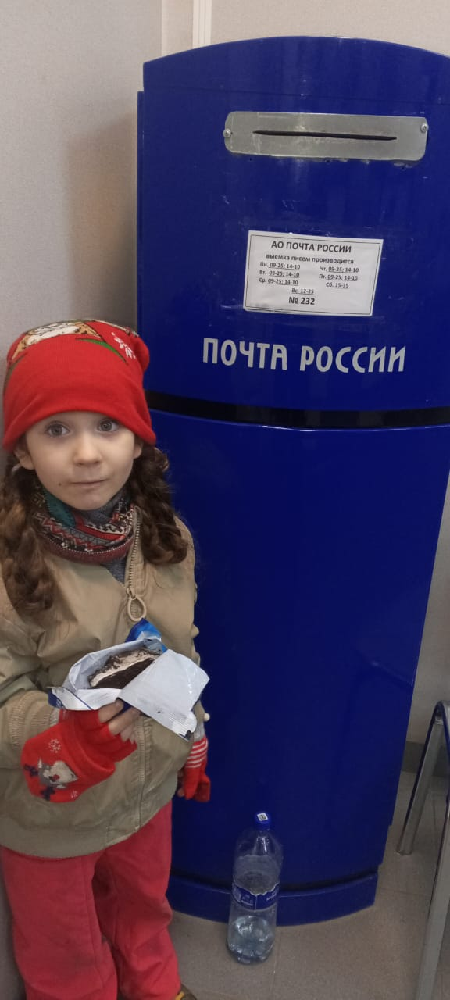 АО ПОЧТА РОССИИ
выемка писем производится
Пн. 09-25; 14-10 Чт. 09-25; 14-10
Вт. 09-25; 14-10 Пт. 09-25; 14-10
Ср. 09-25; 14-10 Сб. 15-35
Вс. 12-25
№ 232
ПОЧТА РОССИИ